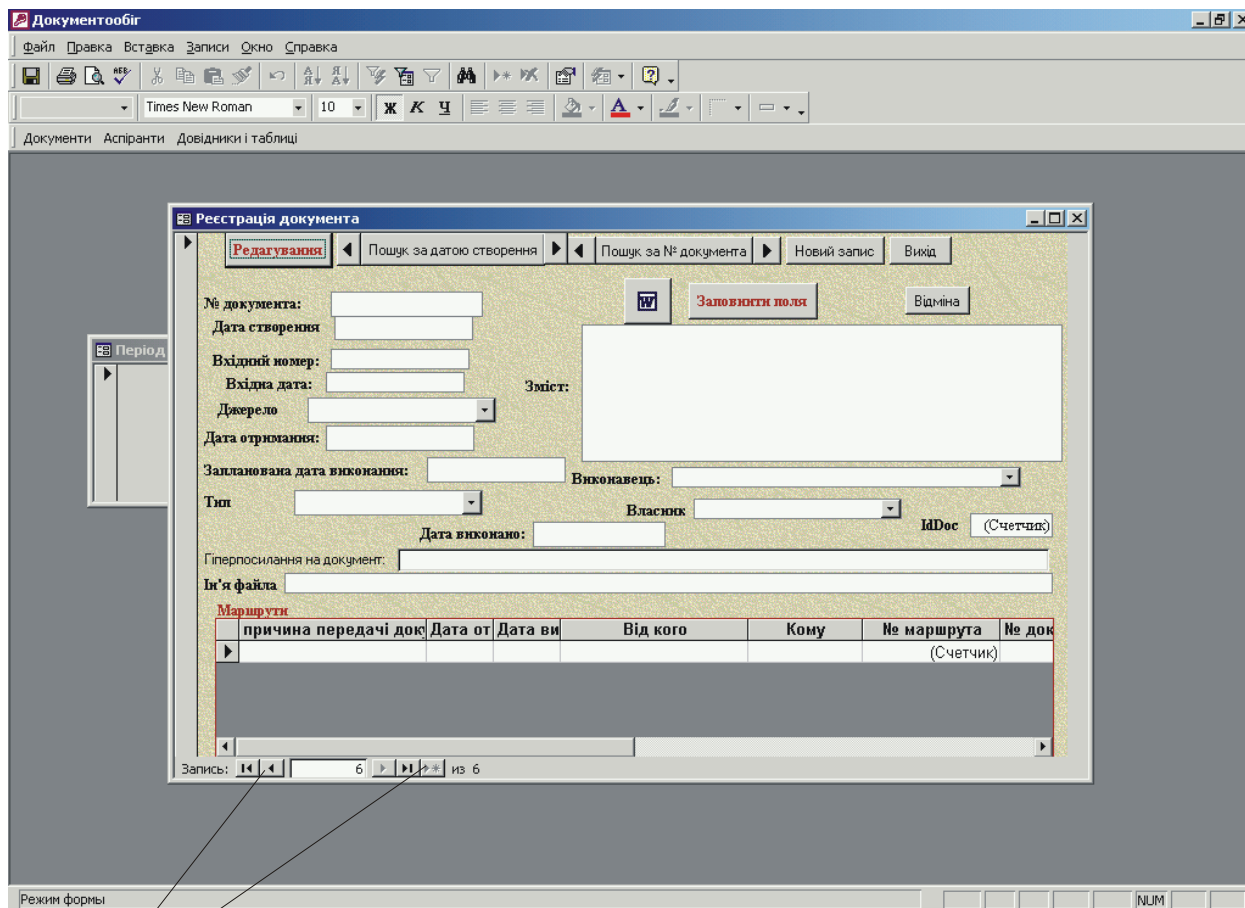 Документообіг
Файл Правка Вставка Записи Окно Справка
Times New Roman 10 Ж К Ч
Документи Аспіранти Довідники і таблиці
Реєстрація документа
Редагування Пошук за датою створення Пошук за № документа Новий запис Вихід
№ документа: Заповнити поля Відміна
Дата створення
Період
Вхідний номер:
Вхідна дата: Зміст:
Джерело
Дата отримання:
Запланована дата виконання: Виконавець:
Тип Власник
IdDoc (Счетчик)
Дата виконано:
Гіперпосилання на документ:
Ім'я файла
Маршрути
причина передачі док Дата от Дата ви Від кого Кому № маршрута № док
(Счетчик)
Запись: 6 из 6
Режим формы NUM